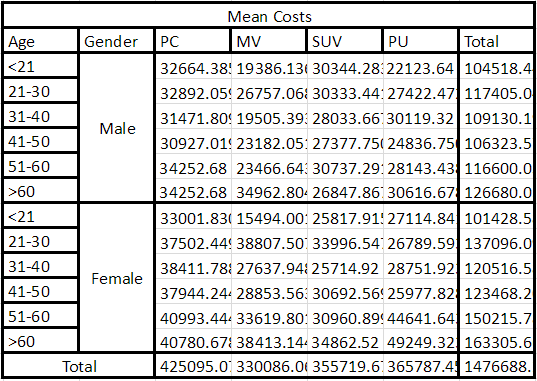 Mean Costs
Age Gender PC MV SUV PU Total
<21 32664.385 19386.136 30344.283 22123.64 104518.4
21-30 32892.059 26757.068 30333.441 27422.47 117405.0
31-40 31471.809 19505.393 28033.667 30119.32 109130.1
Male
41-50 30927.019 23182.051 27377.750 24836.750 106323.5
51-60 34252.68 23466.643 30737.291 28143.438 116600.0
>60 34252.68 34962.804 26847.867 30616.678 126680.0
<21 33001.830 15494.001 25817.915 27114.84 101428.5
21-30 37502.449 38807.507 33996.547 26789.59 137096.0
31-40 38411.788 27637.948 25714.92 28751.92 120516.5
Female
41-50 37944.244 28853.563 30692.569 25977.828 123468.2
51-60 40993.444 33619.801 30960.899 44641.64 150215.7
>60 40780.678 38413.144 34862.52 49249.32 163305.6
Total 425095.07 330086.06 355719.67 365787.45 1476688.